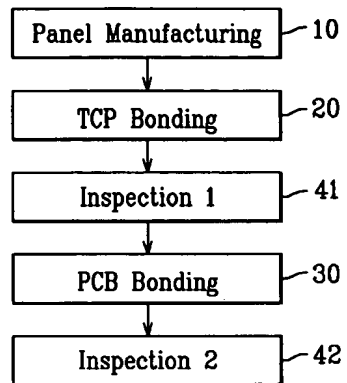 Panel Manufacturing 10
TCP Bonding 20
Inspection 1 41
PCB Bonding 30
Inspection 2 42